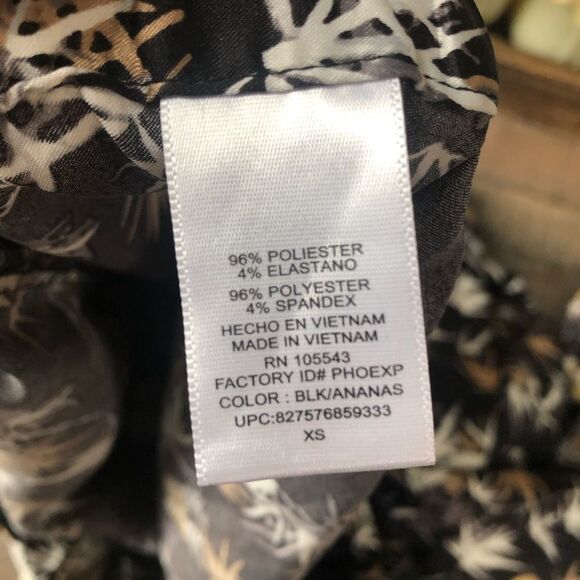 96% POLIESTER
4% ELASTANO
96% POLYESTER
4% SPANDEX
HECHO EN VIETNAM
MADE IN VIETNAM
RN 105543
FACTORY ID# PHOEXP
COLOR : BLK/ANANAS
UPC:827576859333
XS